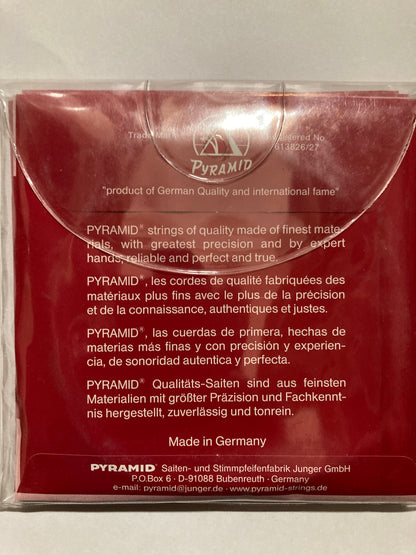 Trade Mark
Registered No.
613826/27
PYRAMID
"product of German Quality and international fame"
PYRAMID® strings of quality made of finest mate-
rials, with greatest precision and by expert
hands, reliable and perfect and true.
PYRAMID®, les cordes de qualité fabriquées des
matériaux plus fins avec le plus de la précision
et de la connaissance, authentiques et justes.
PYRAMID®, las cuerdas de primera, hechas de
materias más finas y con precisión y experien-
cia, de sonoridad autentica y perfecta.
PYRAMID® Qualitäts-Saiten sind aus feinsten
Materialien mit größter Präzision und Fachkennt-
nis hergestellt, zuverlässig und tonrein.
Made in Germany
PYRAMID® Saiten- und Stimmpfeifenfabrik Junger GmbH
P.O.Box 6 - D-91088 Bubenreuth - Germany
e-mail: pyramid@junger.de - www.pyramid-strings.de